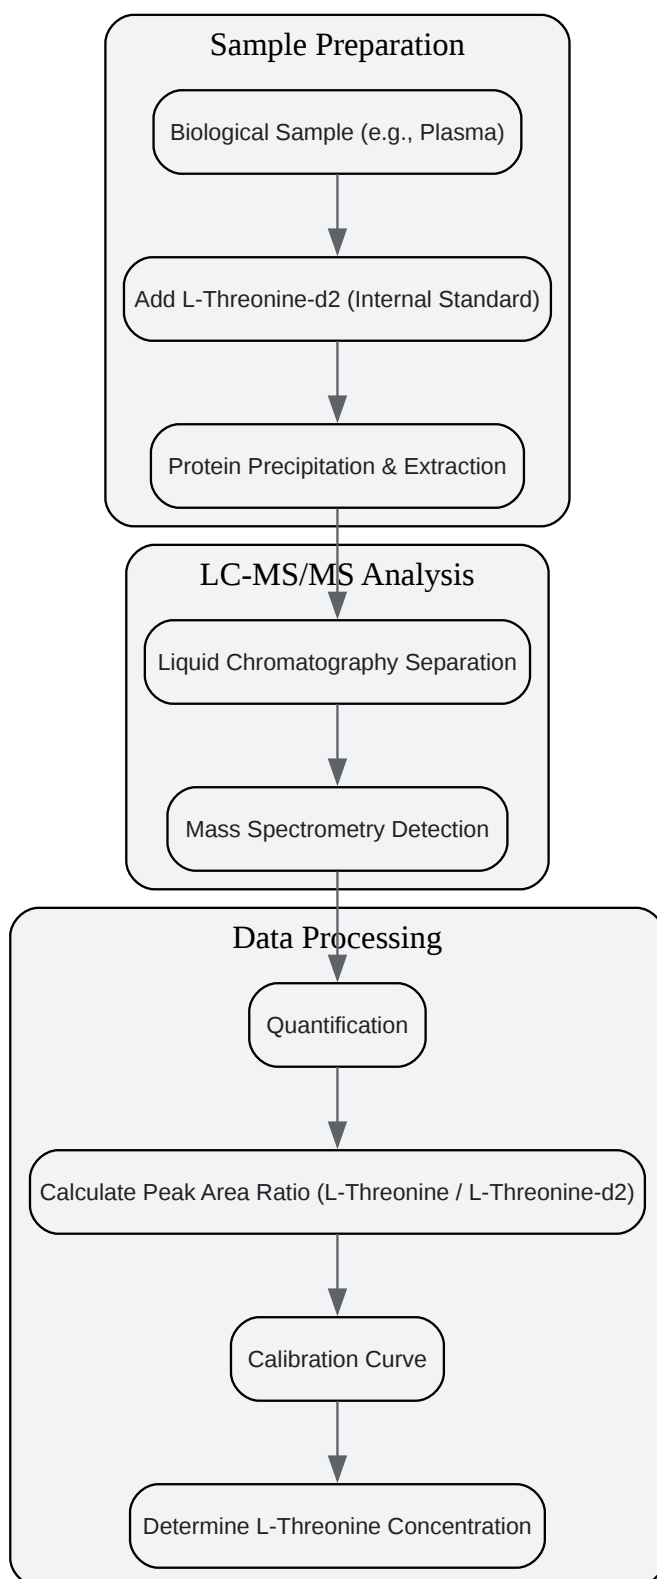 Sample Preparation
Biological Sample (e.g., Plasma)
Add L-Threonine-d2 (Internal Standard)
Protein Precipitation & Extraction
LC-MS/MS Analysis
Liquid Chromatography Separation
Mass Spectrometry Detection
Data Processing
Quantification
Calculate Peak Area Ratio (L-Threonine / L-Threonine-d2)
Calibration Curve
Determine L-Threonine Concentration